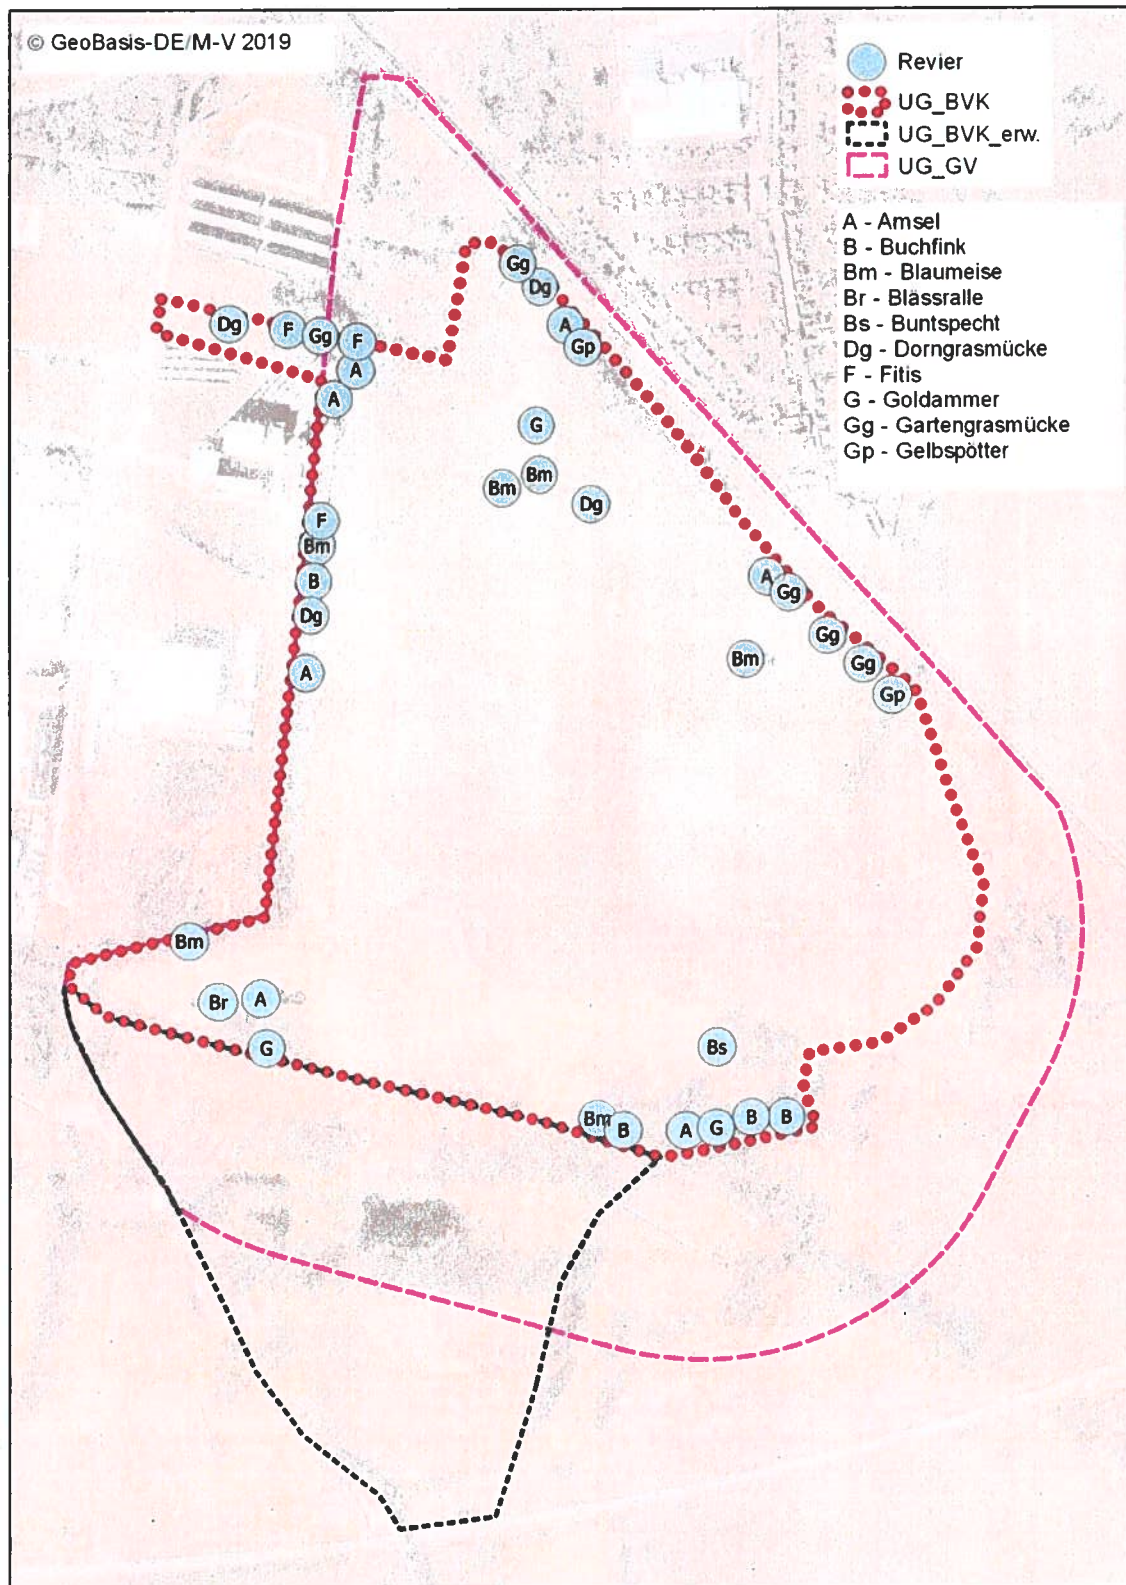 © GeoBasis-DE/M-V 2019
Revier
UG_BVK
UG_BVK_erw.
UG_GV
A - Amsel
B - Buchfink
Bm - Blaumeise
Br - Blässralle
Bs - Buntspecht
Dg - Dorngrasmücke
F - Fitis
G - Goldammer
Gg - Gartengrasmücke
Gp - Gelbspötter
Gg
Dg
A
Gp
Dg
F
Gg
F
A
A
G
Bm
Bm
Dg
F
Bm
B
Dg
A
A
Gg
Gg
Gg
Gp
Bm
Bm
Br
A
G
Bs
Bm
B
A
G
B
B